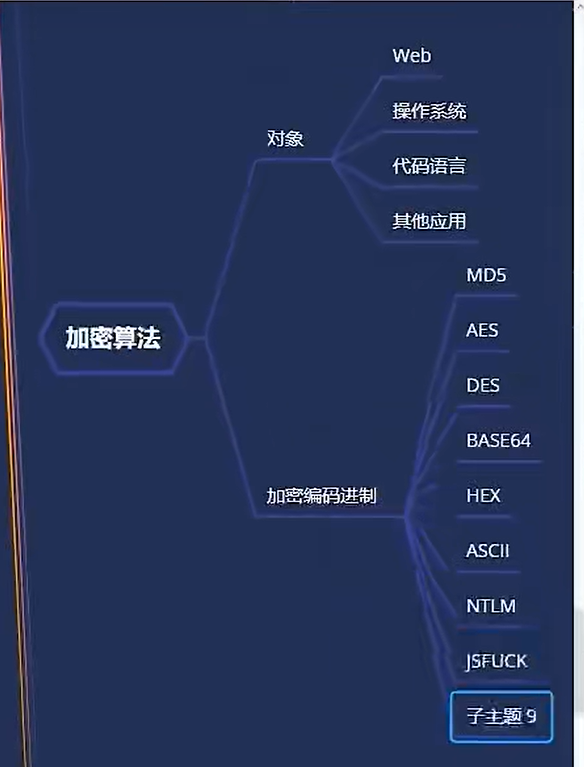 Web
操作系统
对象
代码语言
其他应用
MD5
AES
加密算法
DES
BASE64
加密编码进制
HEX
ASCII
NTLM
JSFUCK
子主题 9